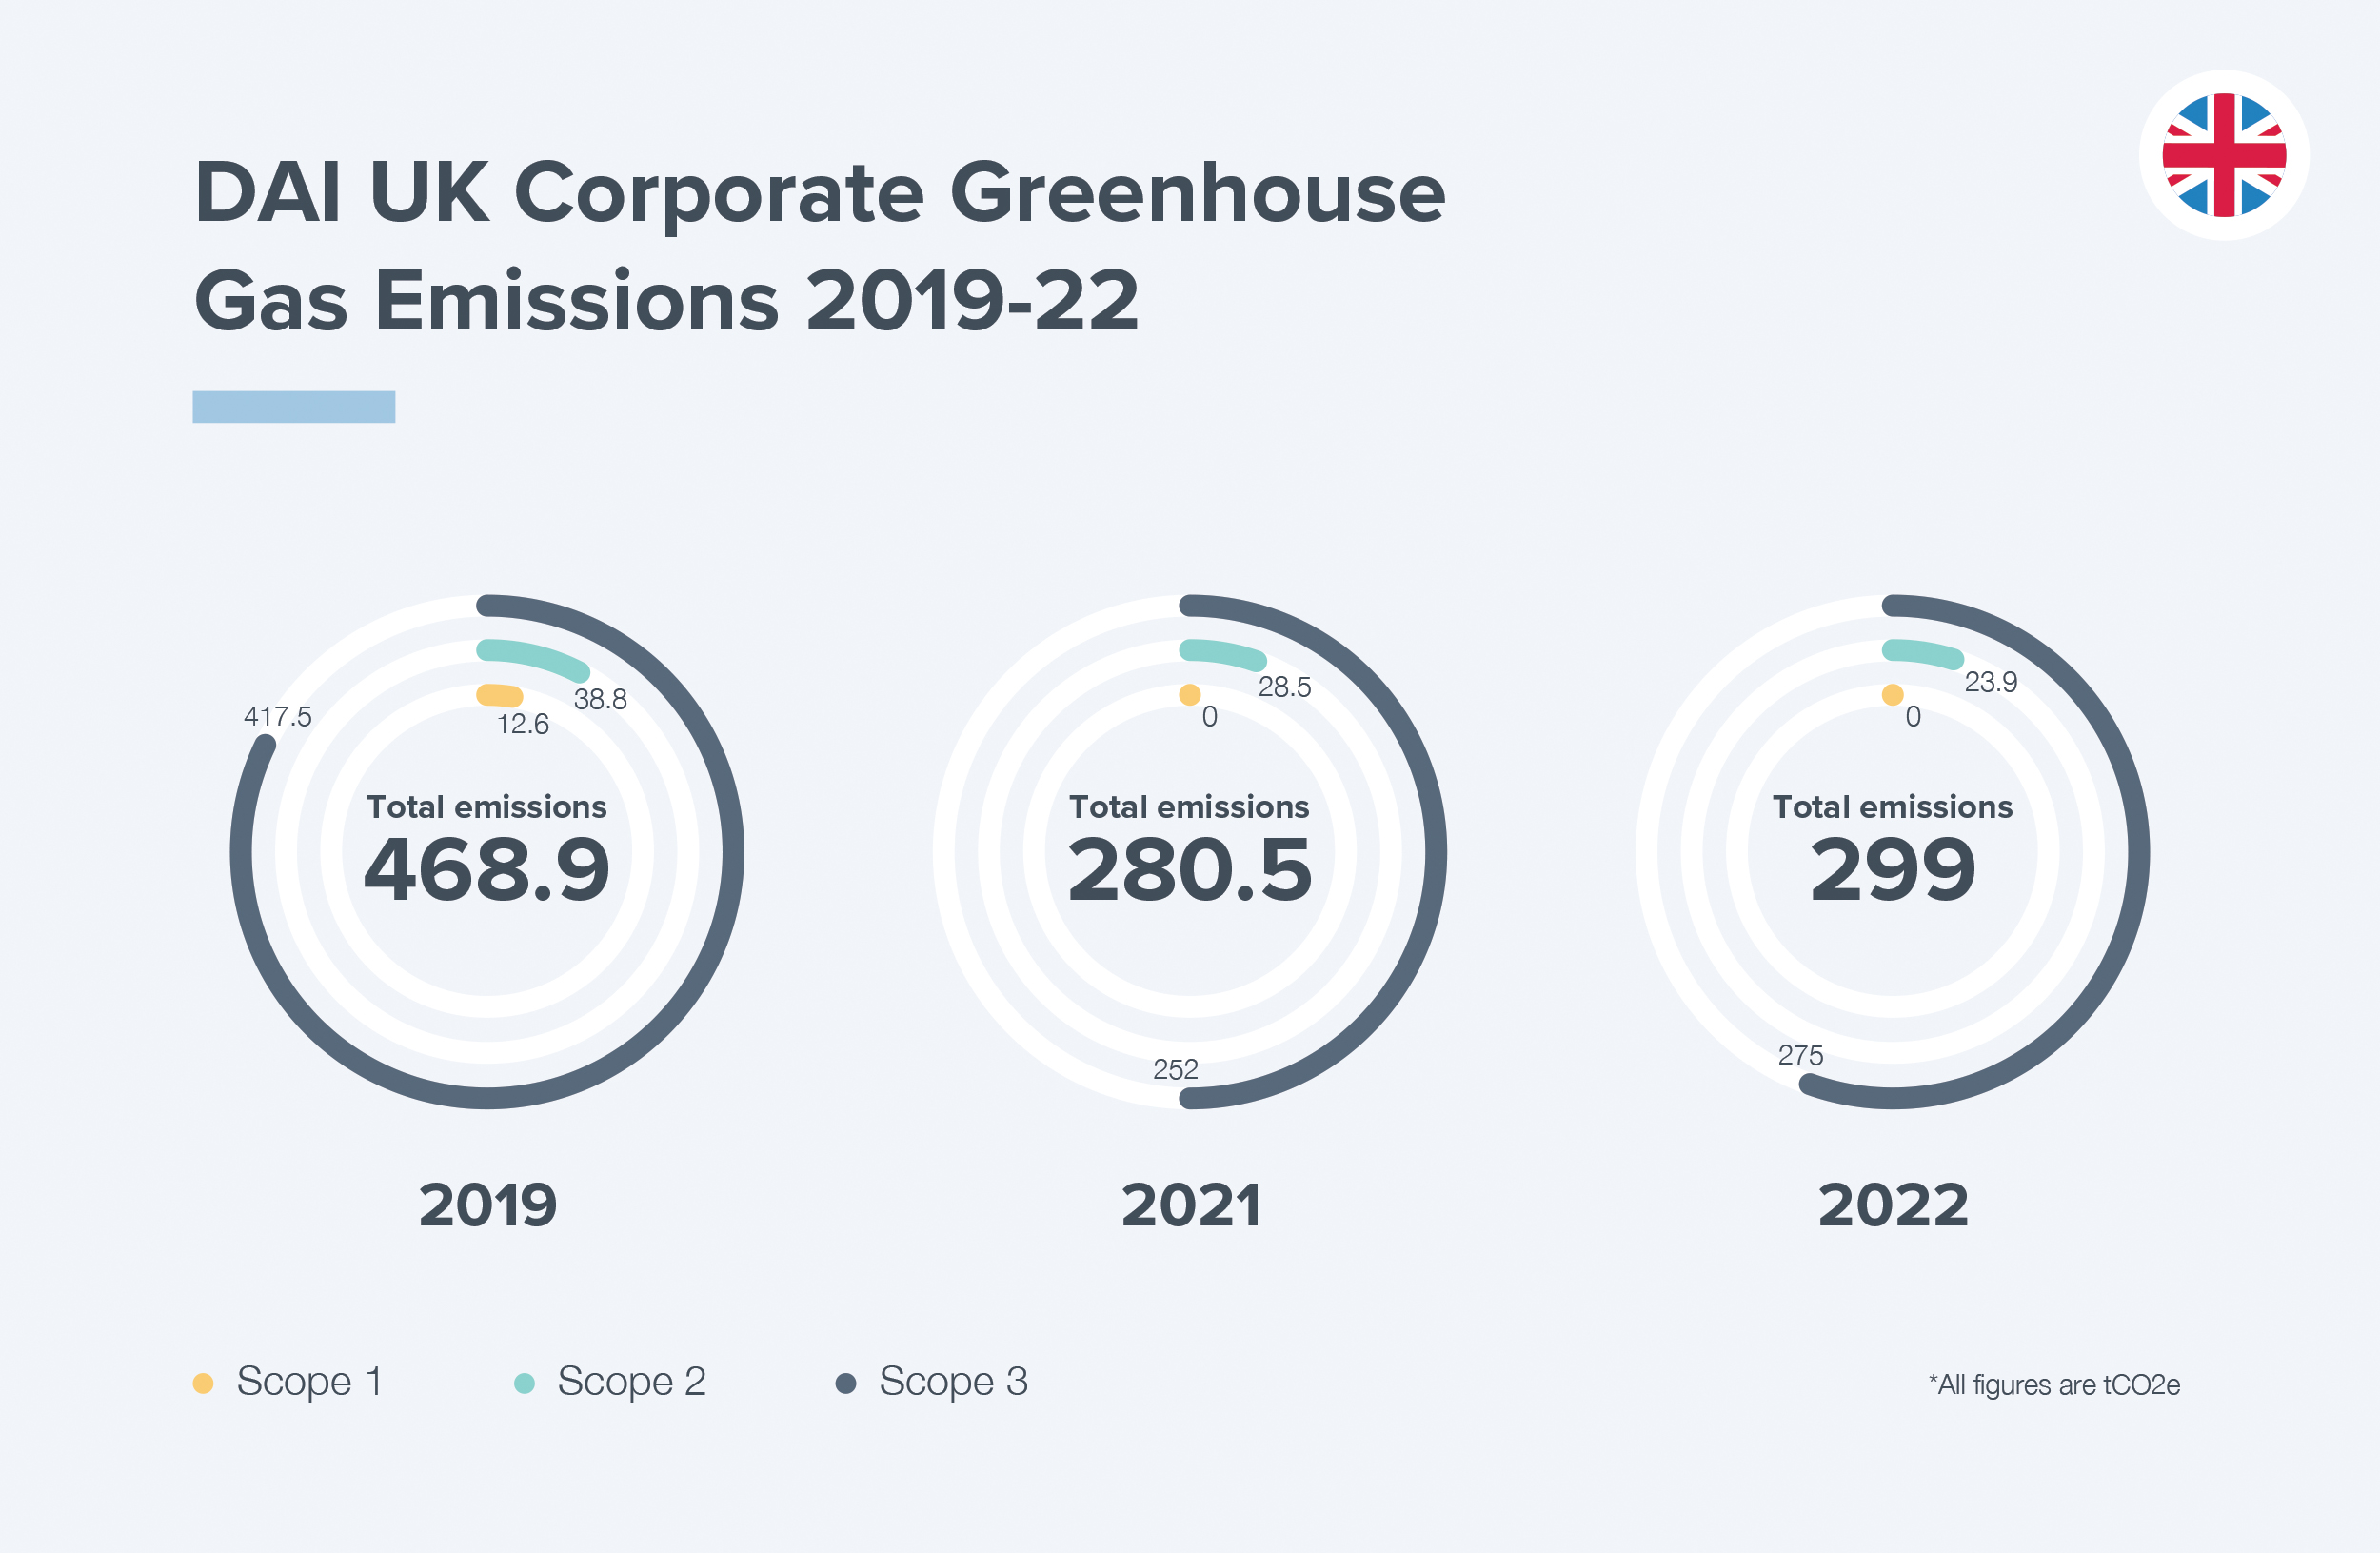 DAI UK Corporate Greenhouse
Gas Emissions 2019-22
417.5
38.8
12.6
Total emissions
468.9
2019
28.5
0
Total emissions
280.5
252
2021
23.9
0
Total emissions
299
275
2022
Scope 1
Scope 2
Scope 3
*All figures are tCO2e